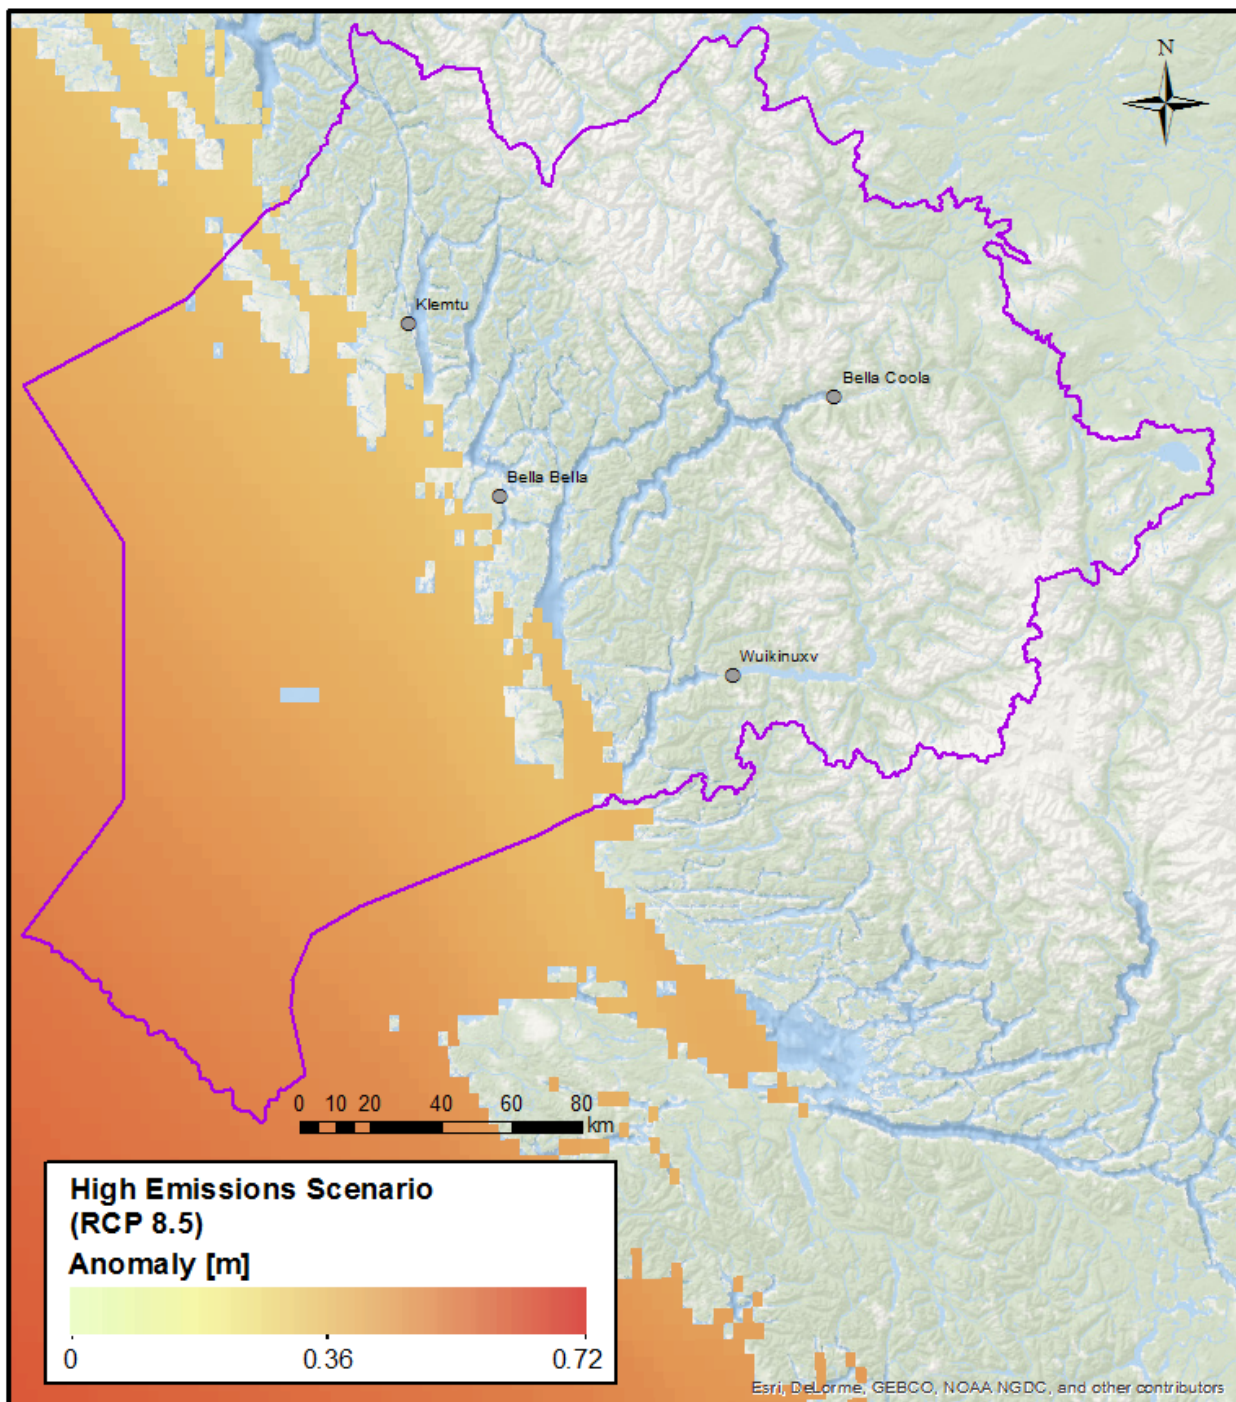 N
Klemtu
Bella Coola
Bella Bella
Wuikinuxv
0 10 20 40 60 80
km
High Emissions Scenario
(RCP 8.5)
Anomaly [m]
0 0.36 0.72
Esri, DeLorme, GEBCO, NOAA NGDC, and other contributors